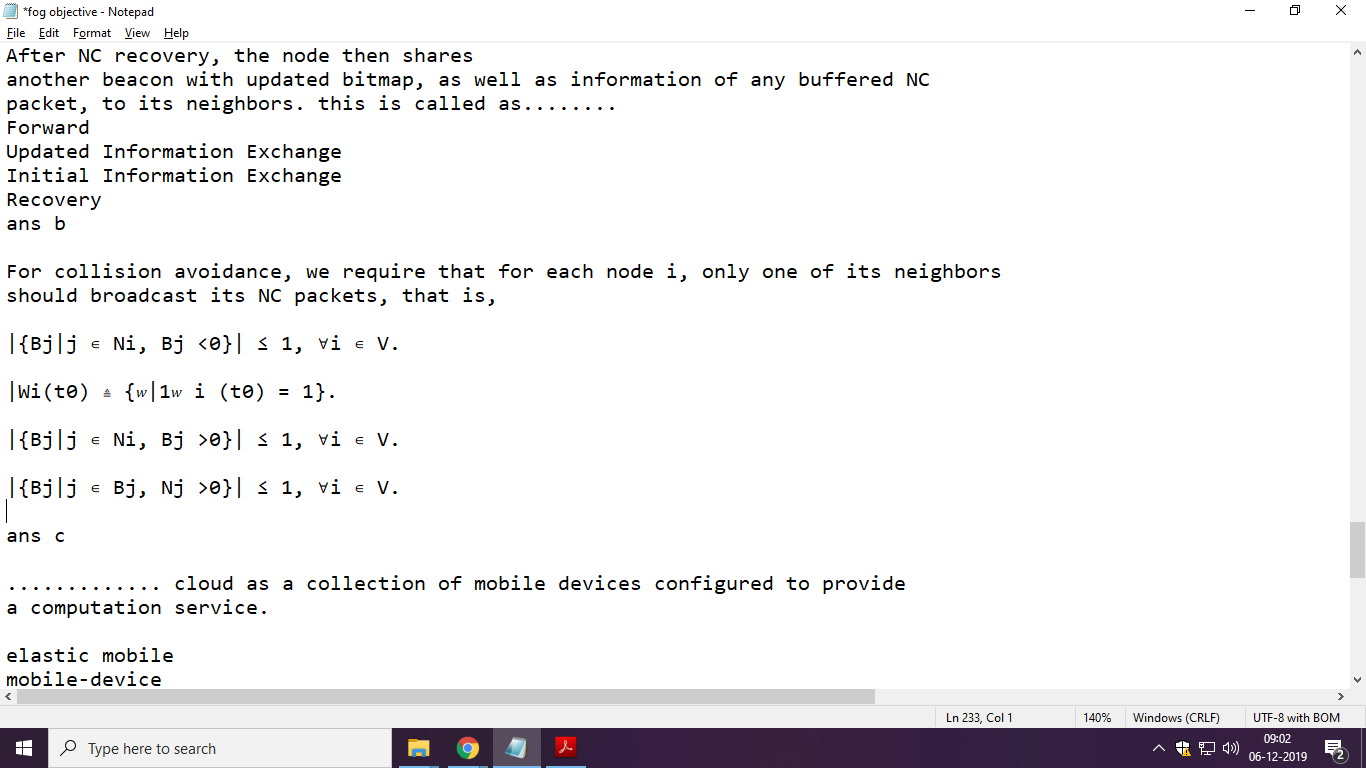 *fog objective - Notepad
File Edit Format View Help
After NC recovery, the node then shares
another beacon with updated bitmap, as well as information of any buffered NC
packet, to its neighbors. this is called as........
Forward
Updated Information Exchange
Initial Information Exchange
Recovery
ans b
For collision avoidance, we require that for each node i, only one of its neighbors
should broadcast its NC packets, that is,
|{Bj|j ∈ Ni, Bj <0}| ≤ 1, ∀i ∈ V.
|Wi(t0) ≜ {𝑤|1𝑤 i (t0) = 1}.
|{Bj|j ∈ Ni, Bj >0}| ≤ 1, ∀i ∈ V.
|{Bj|j ∈ Bj, Nj >0}| ≤ 1, ∀i ∈ V.
ans c
............. cloud as a collection of mobile devices configured to provide
a computation service.
elastic mobile
mobile-device
Ln 233, Col 1 140% Windows (CRLF) UTF-8 with BOM
Type here to search
09:02
06-12-2019
2